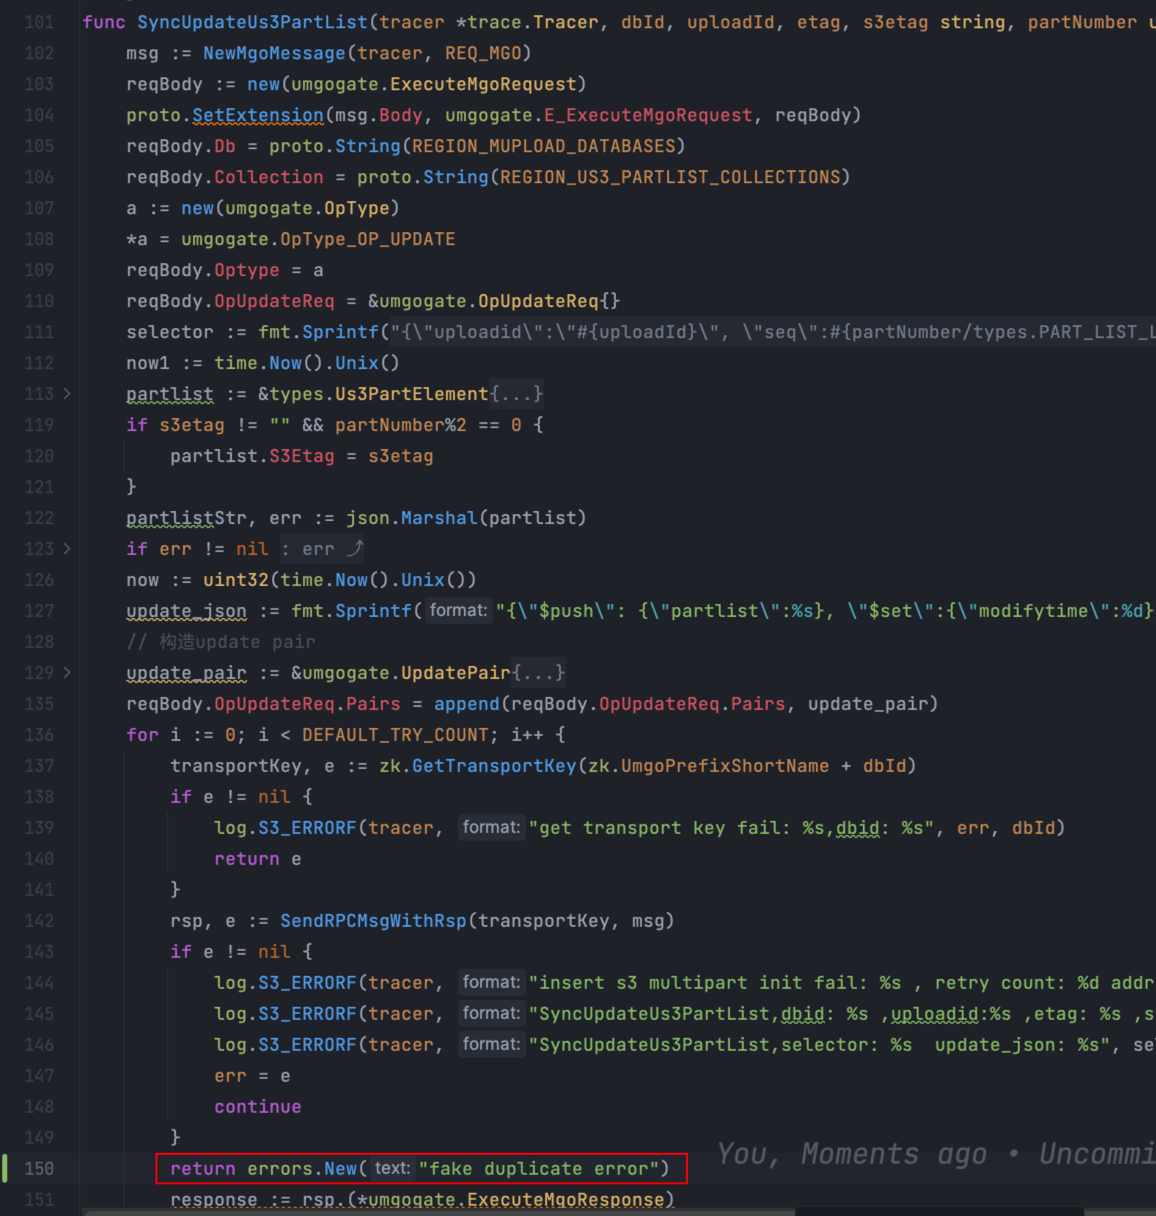 101 func SyncUpdateUs3PartList(tracer *trace.Tracer, dbId, uploadId, etag, s3etag string, partNumber u
102 msg := NewMgoMessage(tracer, REQ_MGO)
103 reqBody := new(umgogate.ExecuteMgoRequest)
104 proto.SetExtension(msg.Body, umgogate.E_ExecuteMgoRequest, reqBody)
105 reqBody.Db = proto.String(REGION_MUPLOAD_DATABASES)
106 reqBody.Collection = proto.String(REGION_US3_PARTLIST_COLLECTIONS)
107 a := new(umgogate.OpType)
108 *a = umgogate.OpType_OP_UPDATE
109 reqBody.Optype = a
110 reqBody.OpUpdateReq = &umgogate.OpUpdateReq{}
111 selector := fmt.Sprintf("{\"uploadid\":\"#{uploadId}\", \"seq\":#{partNumber/types.PART_LIST_L
112 now1 := time.Now().Unix()
113 partlist := &types.Us3PartElement{...}
119 if s3etag != "" && partNumber%2 == 0 {
120 partlist.S3Etag = s3etag
121 }
122 partlistStr, err := json.Marshal(partlist)
123 if err != nil : err ⤴
126 now := uint32(time.Now().Unix())
127 update_json := fmt.Sprintf( format: "{\"$push\": {\"partlist\":%s}, \"$set\":{\"modifytime\":%d}
128 // 构造update pair
129 update_pair := &umgogate.UpdatePair{...}
135 reqBody.OpUpdateReq.Pairs = append(reqBody.OpUpdateReq.Pairs, update_pair)
136 for i := 0; i < DEFAULT_TRY_COUNT; i++ {
137 transportKey, e := zk.GetTransportKey(zk.UmgoPrefixShortName + dbId)
138 if e != nil {
139 log.S3_ERRORF(tracer, format: "get transport key fail: %s,dbid: %s", err, dbId)
140 return e
141 }
142 rsp, e := SendRPCMsgWithRsp(transportKey, msg)
143 if e != nil {
144 log.S3_ERRORF(tracer, format: "insert s3 multipart init fail: %s , retry count: %d addr
145 log.S3_ERRORF(tracer, format: "SyncUpdateUs3PartList,dbid: %s ,uploadid:%s ,etag: %s ,s
146 log.S3_ERRORF(tracer, format: "SyncUpdateUs3PartList,selector: %s  update_json: %s", se
147 err = e
148 continue
149 }
150 return errors.New( text: "fake duplicate error") You, Moments ago • Uncommi
151 response := rsp.(*umgogate.ExecuteMgoResponse)